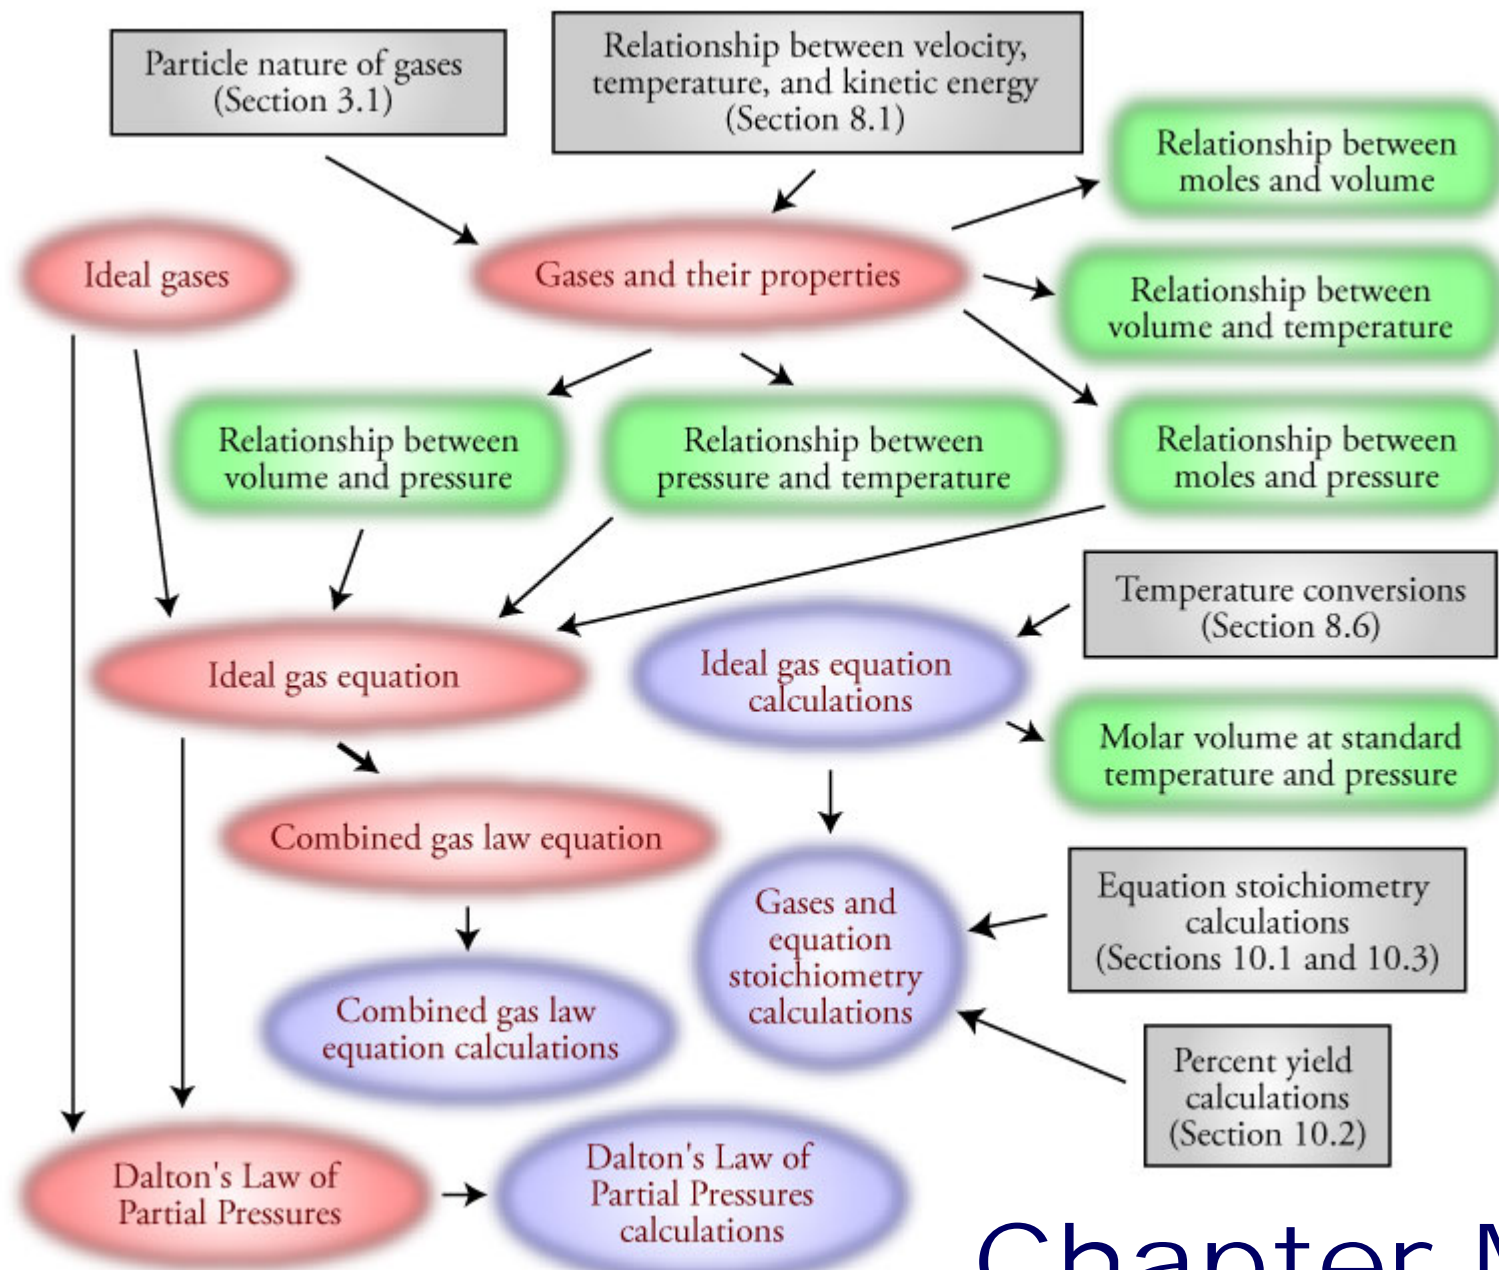 Particle nature of gases
(Section 3.1)
Relationship between velocity,
temperature, and kinetic energy
(Section 8.1)
Relationship between
moles and volume
Ideal gases
Gases and their properties
Relationship between
volume and temperature
Relationship between
volume and pressure
Relationship between
pressure and temperature
Relationship between
moles and pressure
Temperature conversions
(Section 8.6)
Ideal gas equation
Ideal gas equation
calculations
Molar volume at standard
temperature and pressure
Combined gas law equation
Gases and
equation
stoichiometry
calculations
Equation stoichiometry
calculations
(Sections 10.1 and 10.3)
Combined gas law
equation calculations
Percent yield
calculations
(Section 10.2)
Dalton's Law of
Partial Pressures
Dalton's Law of
Partial Pressures
calculations
Chapter